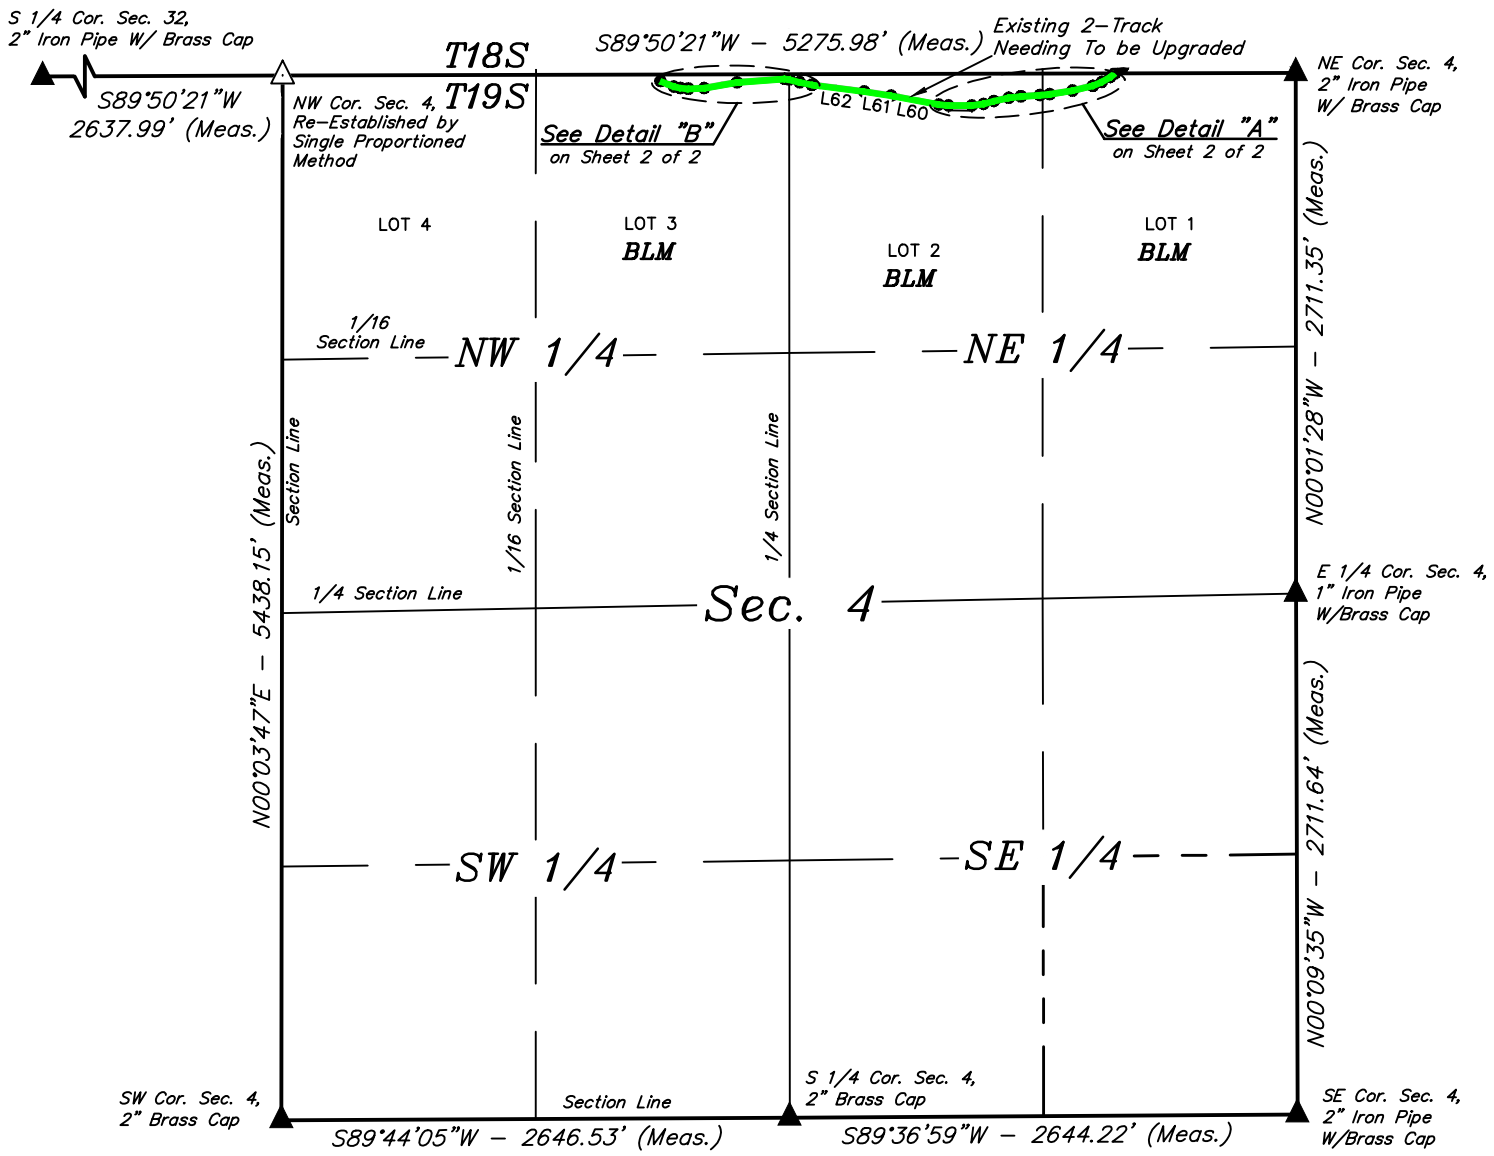 S 1/4 Cor. Sec. 32,
2" Iron Pipe W/ Brass Cap
S89°50'21"W
2637.99' (Meas.)
T18S
T19S
S89°50'21"W - 5275.98' (Meas.)
Existing 2-Track
Needing To be Upgraded
NE Cor. Sec. 4,
2" Iron Pipe
W/ Brass Cap
NW Cor. Sec. 4,
Re-Established by
Single Proportioned
Method
See Detail "B"
on Sheet 2 of 2
L62
L61
L60
See Detail "A"
on Sheet 2 of 2
LOT 4
LOT 3
BLM
LOT 2
BLM
LOT 1
BLM
N00°01'28"W - 2711.35' (Meas.)
1/16
Section Line
NW 1/4
NE 1/4
Section Line
1/16 Section Line
1/4 Section Line
N00°03'47"E - 5438.15' (Meas.)
1/4 Section Line
Sec. 4
E 1/4 Cor. Sec. 4,
1" Iron Pipe
W/Brass Cap
N00°09'35"W - 2711.64' (Meas.)
SW 1/4
SE 1/4
SW Cor. Sec. 4,
2" Brass Cap
Section Line
S 1/4 Cor. Sec. 4,
2" Brass Cap
SE Cor. Sec. 4,
2" Iron Pipe
W/Brass Cap
S89°44'05"W - 2646.53' (Meas.)
S89°36'59"W - 2644.22' (Meas.)